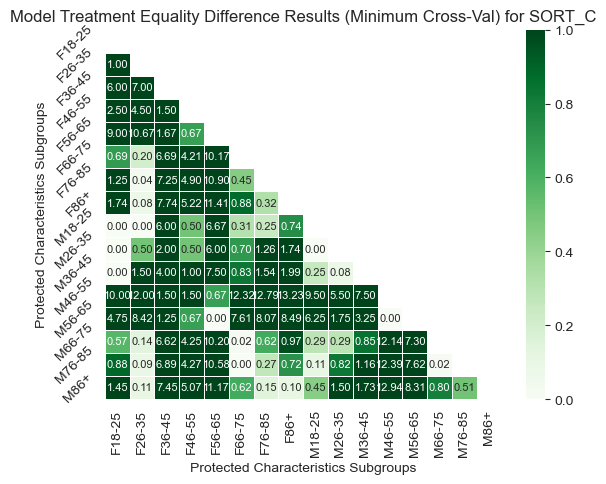 Model Treatment Equality Difference Results (Minimum Cross-Val) for SORT_C
Protected Characteristics Subgroups
F18-25
F26-35 1.00
F36-45 6.00 7.00
F46-55 2.50 4.50 1.50
F56-65 9.00 10.67 1.67 0.67
F66-75 0.69 0.20 6.69 4.21 10.17
F76-85 1.25 0.04 7.25 4.90 10.90 0.45
F86+ 1.74 0.08 7.74 5.22 11.41 0.88 0.32
M18-25 0.00 0.00 6.00 0.50 6.67 0.31 0.25 0.74
M26-35 0.00 0.50 2.00 0.50 6.00 0.70 1.26 1.74 0.00
M36-45 0.00 1.50 4.00 1.00 7.50 0.83 1.54 1.99 0.25 0.08
M46-55 10.00 12.00 1.50 1.50 0.67 12.32 12.79 13.23 9.50 5.50 7.50
M56-65 4.75 8.42 1.25 0.67 0.00 7.61 8.07 8.49 6.25 1.75 3.25 0.00
M66-75 0.57 0.14 6.62 4.25 10.20 0.02 0.62 0.97 0.29 0.29 0.85 12.14 7.30
M76-85 0.88 0.09 6.89 4.27 10.58 0.00 0.27 0.72 0.11 0.82 1.16 12.39 7.62 0.02
M86+ 1.45 0.11 7.45 5.07 11.17 0.62 0.15 0.10 0.45 1.50 1.73 12.94 8.31 0.80 0.51
F18-25 F26-35 F36-45 F46-55 F56-65 F66-75 F76-85 F86+ M18-25 M26-35 M36-45 M46-55 M56-65 M66-75 M76-85 M86+
Protected Characteristics Subgroups
1.0
0.8
0.6
0.4
0.2
0.0